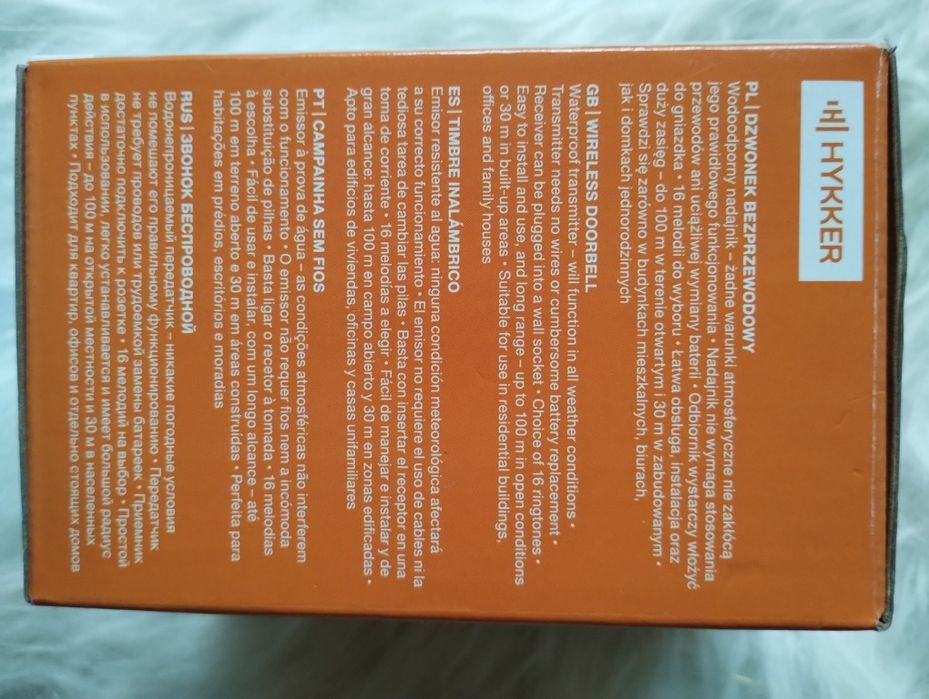 HYKKER
PL | DZWONEK BEZPRZEWODOWY
Wodoodporny nadajnik – żadne warunki atmosferyczne nie zakłócą
jego prawidłowego funkcjonowania • Nadajnik nie wymaga stosowania
przewodów ani uciążliwej wymiany baterii • Odbiornik wystarczy włożyć
do gniazdka • 16 melodii do wyboru • Łatwa obsługa, instalacja oraz
duży zasięg – do 100 m w terenie otwartym i 30 m w zabudowanym •
Sprawdzi się zarówno w budynkach mieszkalnych, biurach,
jak i domkach jednorodzinnych
GB | WIRELESS DOORBELL
Waterproof transmitter – will function in all weather conditions •
Transmitter needs no wires or cumbersome battery replacement •
Receiver can be plugged into a wall socket • Choice of 16 ringtones •
Easy to install and use, and long range – up to 100 m in open conditions
or 30 m in built-up areas • Suitable for use in residential buildings,
offices and family houses
ES | TIMBRE INALÁMBRICO
Emisor resistente al agua: ninguna condición meteorológica afectará
a su correcto funcionamiento • El emisor no requiere el uso de cables ni la
tediosa tarea de cambiar las pilas • Basta con insertar el receptor en una
toma de corriente • 16 melodías a elegir • Fácil de manejar e instalar y de
gran alcance: hasta 100 m en campo abierto y 30 m en zonas edificadas •
Apto para edificios de viviendas, oficinas y casas unifamiliares
PT | CAMPAINHA SEM FIOS
Emissor à prova de água – as condições atmosféricas não interferem
com o funcionamento • O emissor não requer fios nem a incómoda
substituição de pilhas • Basta ligar o recetor à tomada • 16 melodias
à escolha • Fácil de usar e instalar, com um longo alcance – até
100 m em terreno aberto e 30 m em áreas construídas • Perfeita para
habitações em prédios, escritórios e moradias
RUS | ЗВОНОК БЕСПРОВОДНОЙ
Водонепроницаемый передатчик – никакие погодные условия
не помешают его правильному функционированию • Передатчик
не требует проводов или трудоемкой замены батареек • Приемник
достаточно подключить к розетке • 16 мелодий на выбор • Простой
в использовании, легко устанавливается и имеет большой радиус
действия – до 100 м на открытой местности и 30 м в населенных
пунктах • Подходит для квартир, офисов и отдельно стоящих домов